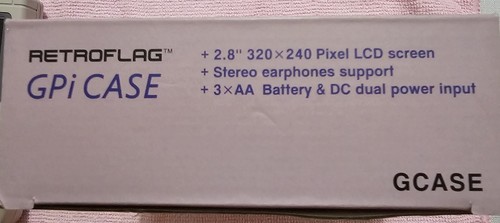 RETROFLAG™
GPi CASE
+ 2.8" 320×240 Pixel LCD screen
+ Stereo earphones support
+ 3×AA Battery & DC dual power input
GCASE